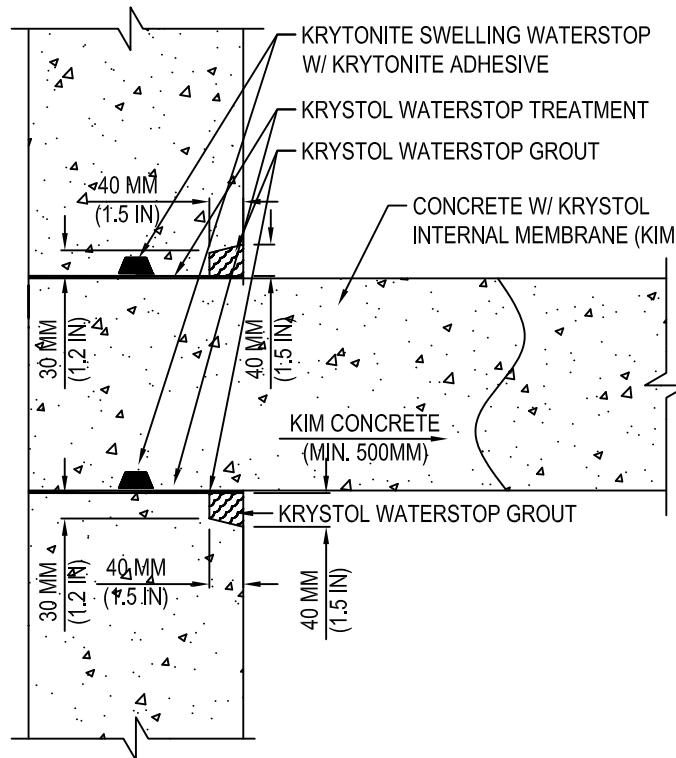 KRYTONITE SWELLING WATERSTOP
W/ KRYTONITE ADHESIVE
KRYSTOL WATERSTOP TREATMENT
KRYSTOL WATERSTOP GROUT
40 MM
(1.5 IN)
CONCRETE W/ KRYSTOL
INTERNAL MEMBRANE (KIM
30 MM
(1.2 IN)
40 MM
(1.5 IN)
KIM CONCRETE
(MIN. 500MM)
KRYSTOL WATERSTOP GROUT
30 MM
(1.2 IN)
40 MM
(1.5 IN)
40 MM
(1.5 IN)